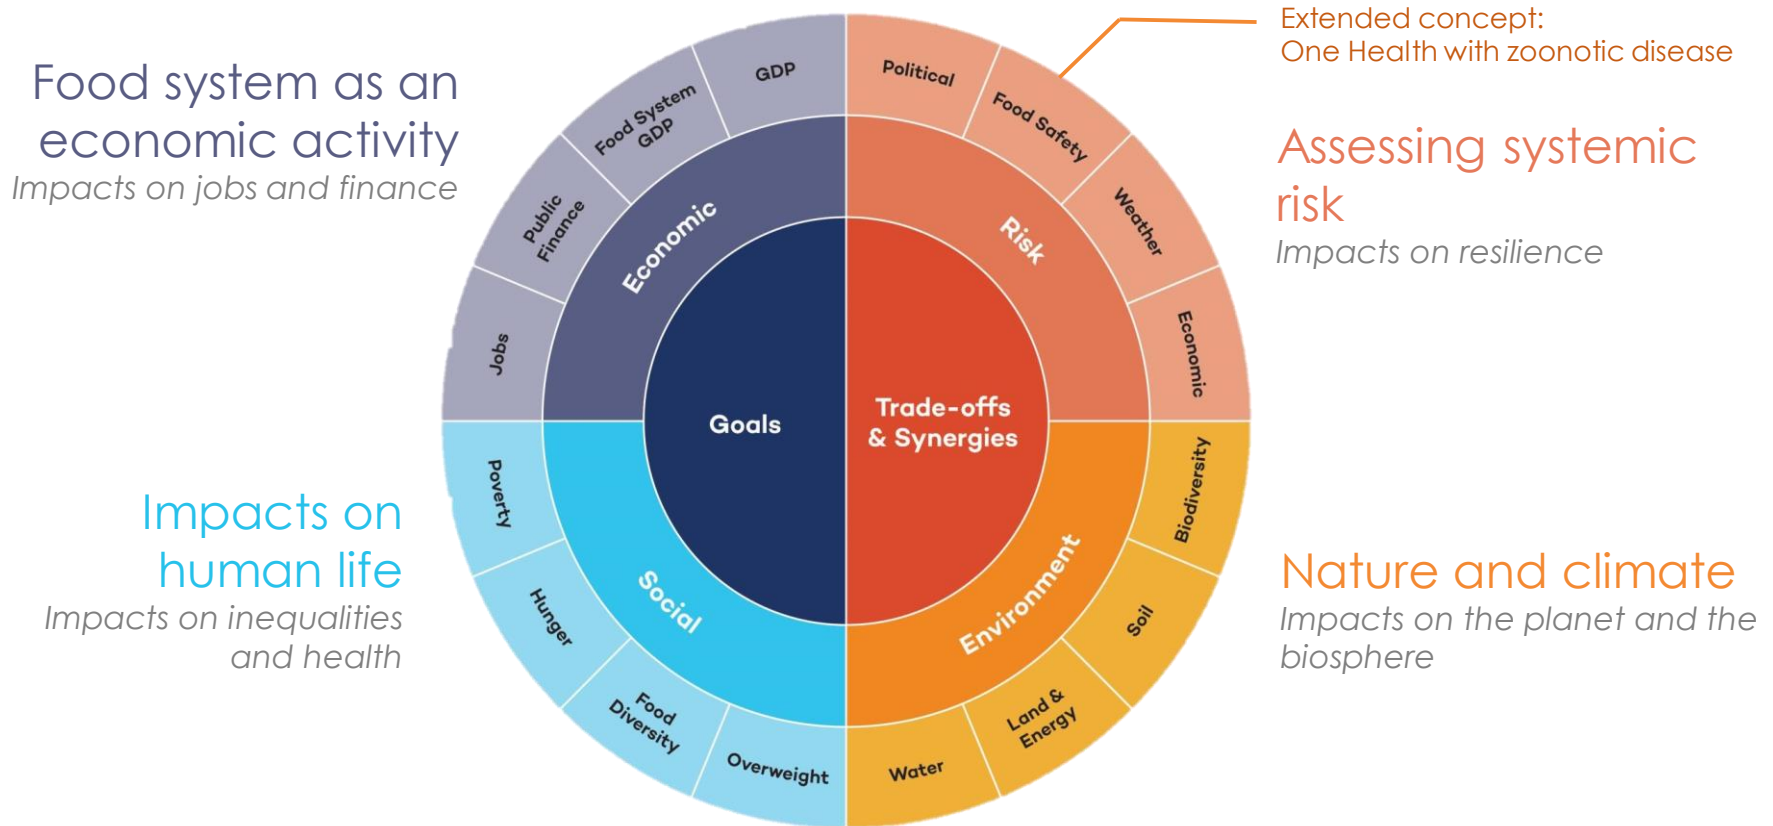 Extended concept:
One Health with zoonotic disease
Food system as an
economic activity
Impacts on jobs and finance
Assessing systemic
risk
Impacts on resilience
Impacts on
human life
Impacts on inequalities
and health
Nature and climate
Impacts on the planet and the
biosphere
Goals
Trade-offs
& Synergies
Economic
Risk
Social
Environment
GDP
Food System
GDP
Public
Finance
Jobs
Political
Food Safety
Weather
Economic
Poverty
Hunger
Food
Diversity
Overweight
Biodiversity
Soil
Land &
Energy
Water